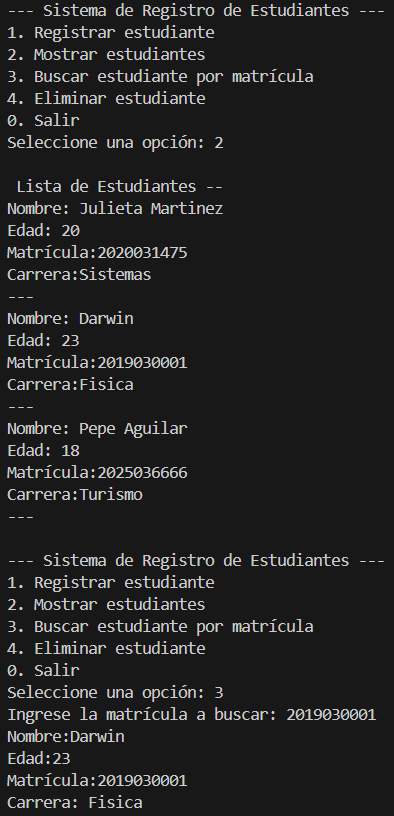 --- Sistema de Registro de Estudiantes ---
1. Registrar estudiante
2. Mostrar estudiantes
3. Buscar estudiante por matrícula
4. Eliminar estudiante
0. Salir
Seleccione una opción: 2
Lista de Estudiantes --
Nombre: Julieta Martinez
Edad: 20
Matrícula:2020031475
Carrera:Sistemas
---
Nombre: Darwin
Edad: 23
Matrícula:2019030001
Carrera:Fisica
---
Nombre: Pepe Aguilar
Edad: 18
Matrícula:2025036666
Carrera:Turismo
---
--- Sistema de Registro de Estudiantes ---
1. Registrar estudiante
2. Mostrar estudiantes
3. Buscar estudiante por matrícula
4. Eliminar estudiante
0. Salir
Seleccione una opción: 3
Ingrese la matrícula a buscar: 2019030001
Nombre:Darwin
Edad:23
Matrícula:2019030001
Carrera: Fisica